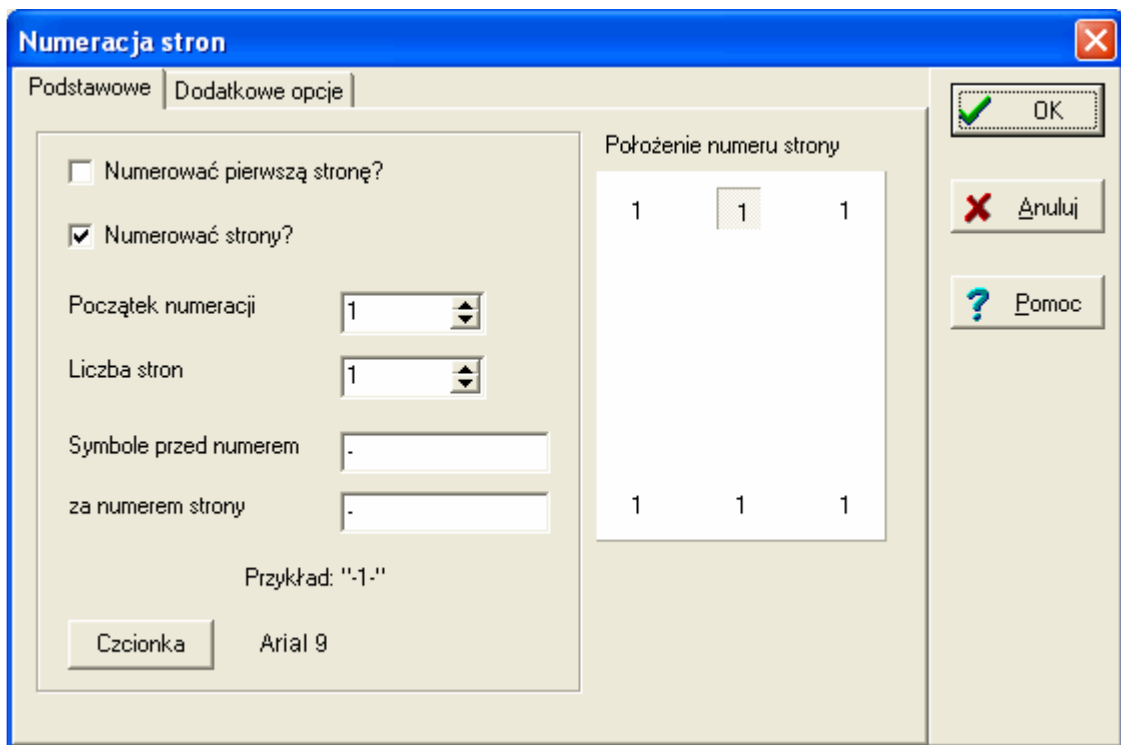 Numeracja stron
Podstawowe
Dodatkowe opcje
Numerować pierwszą stronę?
Numerować strony?
Początek numeracji
1
Liczba stron
1
Symbole przed numerem
-
za numerem strony
-
Przykład: "-1-"
Czcionka
Arial 9
Położenie numeru strony
1 1 1
1 1 1
OK
Anuluj
Pomoc